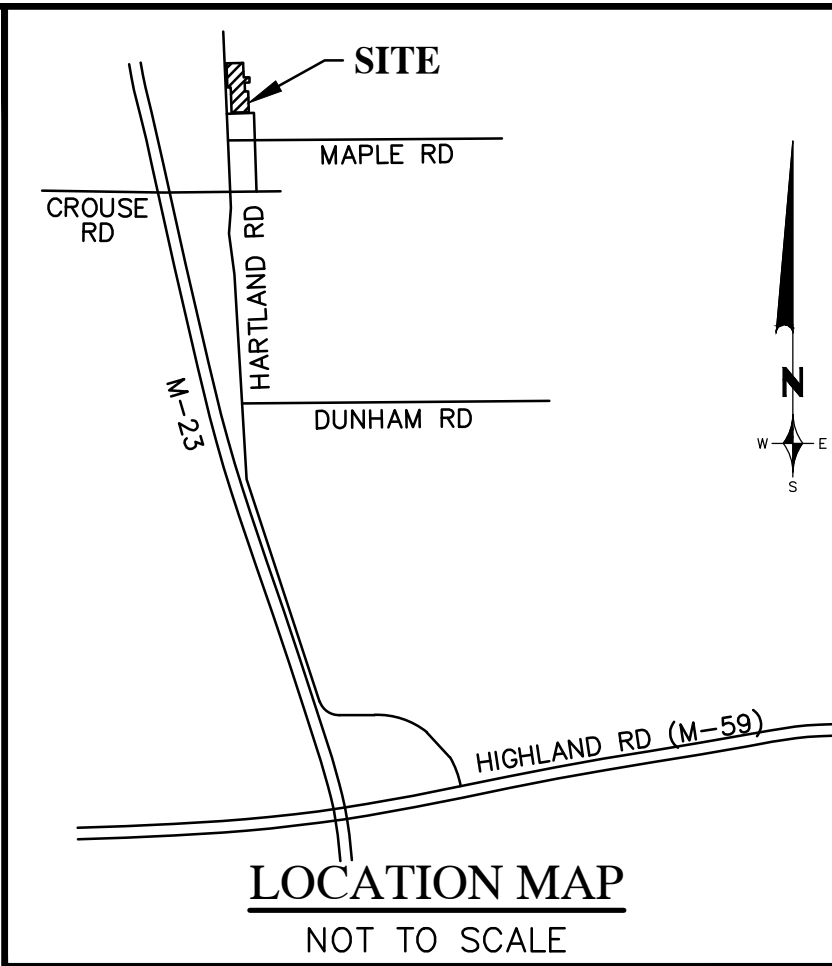 SITE
MAPLE RD
CROUSE
RD
HARTLAND RD
M-23
DUNHAM RD
N
W
E
S
HIGHLAND RD (M-59)
LOCATION MAP
NOT TO SCALE